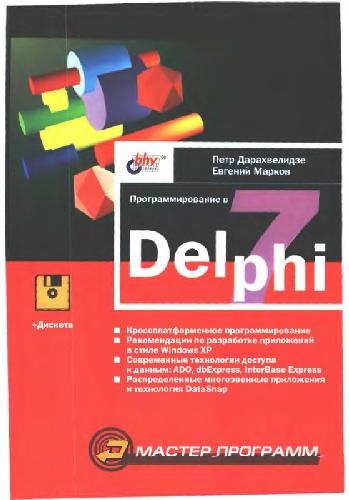 bhv®
Петр Дарахвелидзе
Евгений Марков
Программирование в
7
Delphi
+Дискета
Кроссплатформенное программирование
Рекомендации по разработке приложений
в стиле Windows XP
Современные технологии доступа
к данным: ADO, dbExpress, InterBase Express
Распределенные многозвенные приложения
и технология DataSnap
МАСТЕР ПРОГРАММ